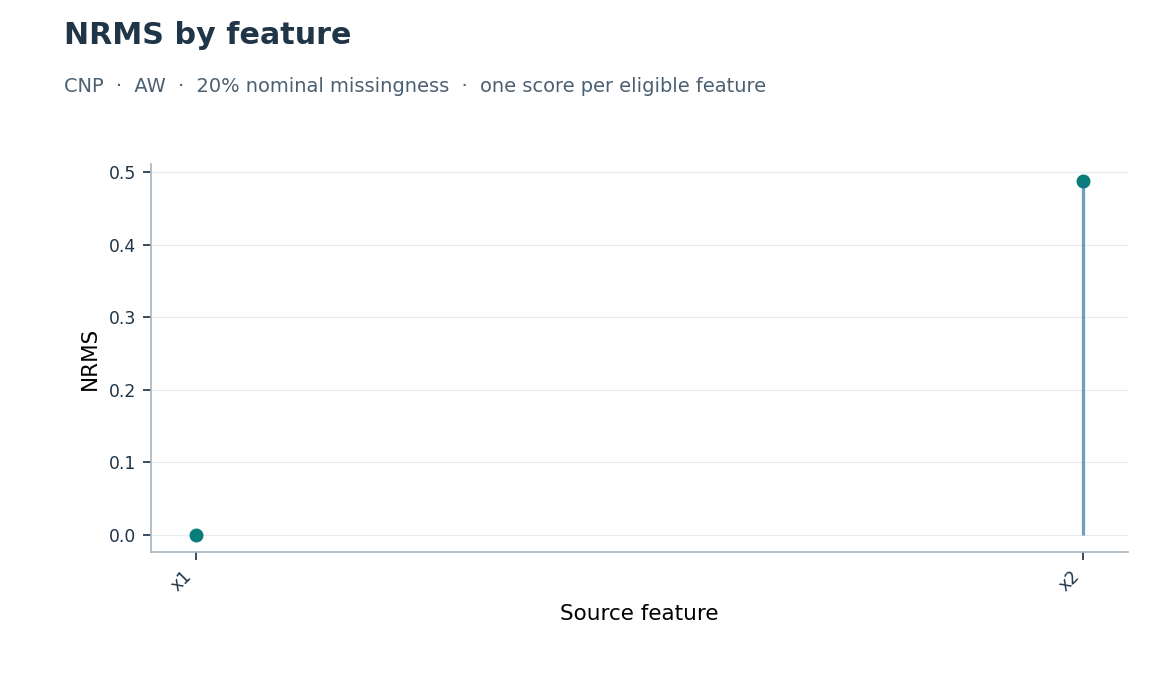 NRMS by feature
CNP · AW · 20% nominal missingness · one score per eligible feature
0.5
0.4
0.3
0.2
0.1
0.0
NRMS
x1
x2
Source feature